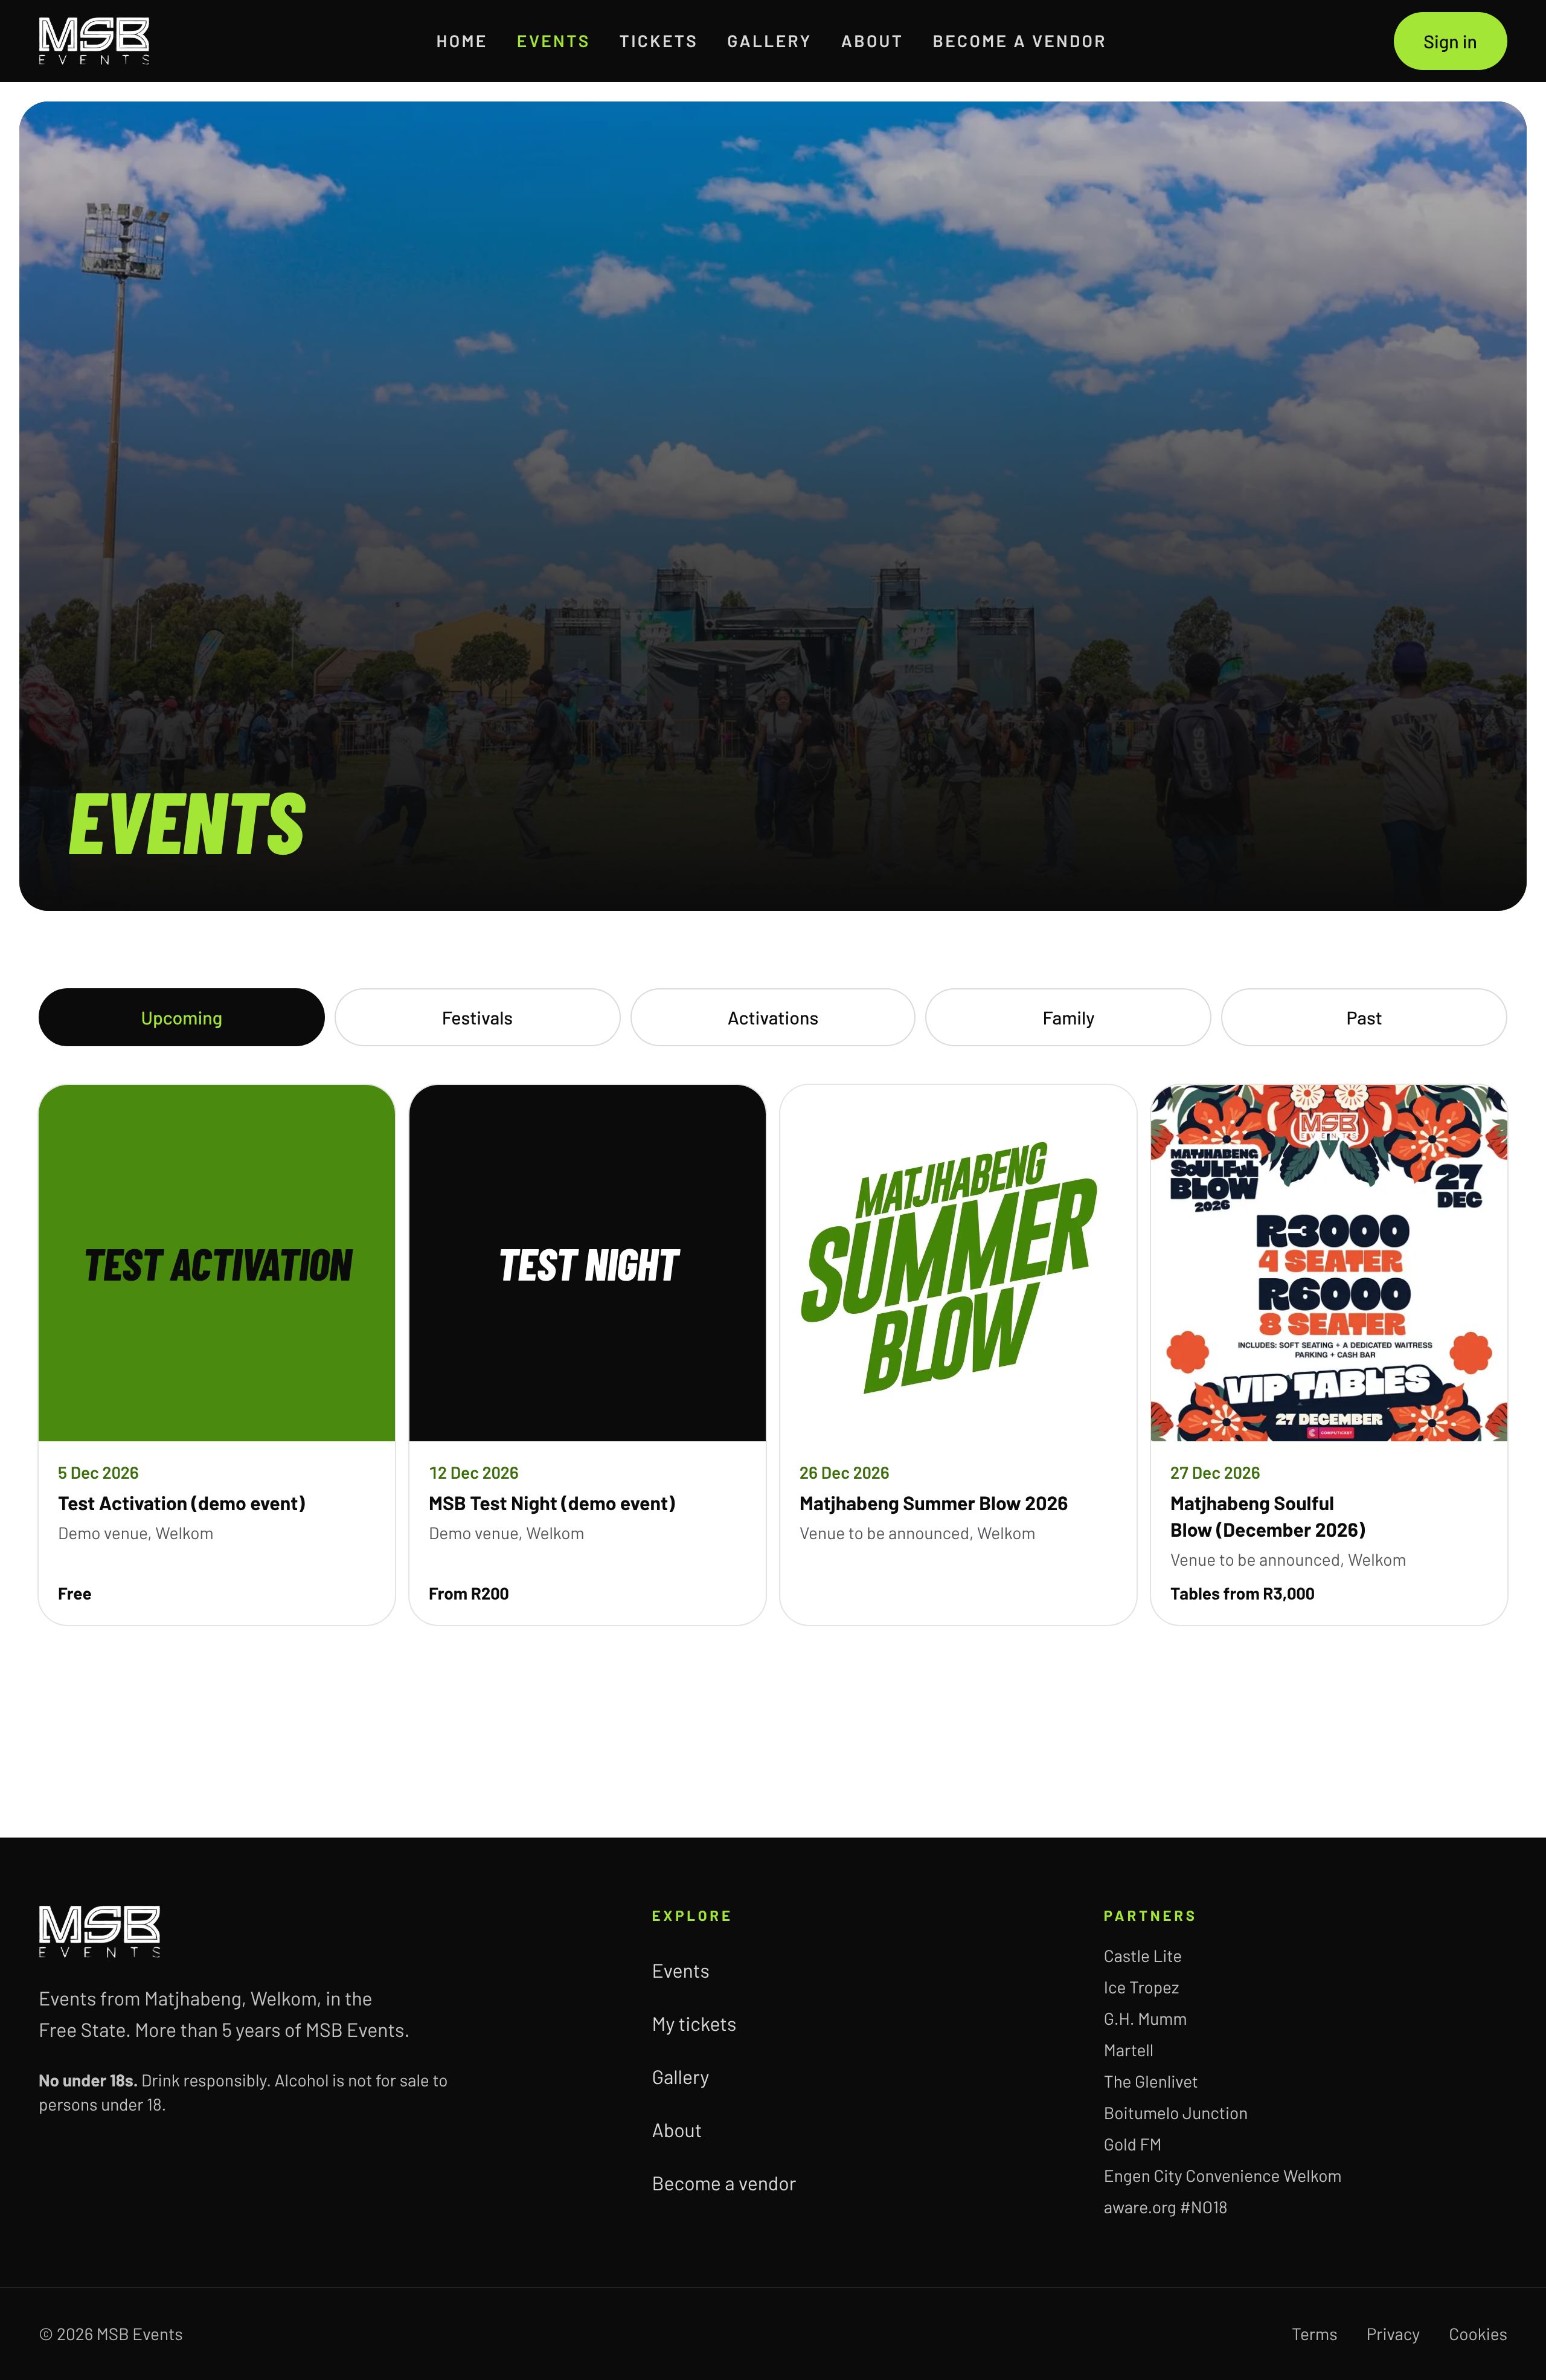 MSB
EVENTS
HOME
EVENTS
TICKETS
GALLERY
ABOUT
BECOME A VENDOR
Sign in
MSB
adidas
EVENTS
Upcoming
Festivals
Activations
Family
Past
TEST ACTIVATION
5 Dec 2026
Test Activation (demo event)
Demo venue, Welkom
Free
TEST NIGHT
12 Dec 2026
MSB Test Night (demo event)
Demo venue, Welkom
From R200
MATJHABENG
SUMMER
BLOW
26 Dec 2026
Matjhabeng Summer Blow 2026
Venue to be announced, Welkom
MSB
EVENTS
MATJHABENG
SOULFUL
BLOW
2026
27
DEC
R3000
4 SEATER
R6000
8 SEATER
INCLUDES: SOFT SEATING + A DEDICATED WAITRESS
PARKING + CASH BAR
VIP TABLES
27 DECEMBER
COMPUTICKET
27 Dec 2026
Matjhabeng Soulful
Blow (December 2026)
Venue to be announced, Welkom
Tables from R3,000
MSB
EVENTS
Events from Matjhabeng, Welkom, in the
Free State. More than 5 years of MSB Events.
No under 18s. Drink responsibly. Alcohol is not for sale to
persons under 18.
EXPLORE
Events
My tickets
Gallery
About
Become a vendor
PARTNERS
Castle Lite
Ice Tropez
G.H. Mumm
Martell
The Glenlivet
Boitumelo Junction
Gold FM
Engen City Convenience Welkom
aware.org #NO18
© 2026 MSB Events
Terms
Privacy
Cookies